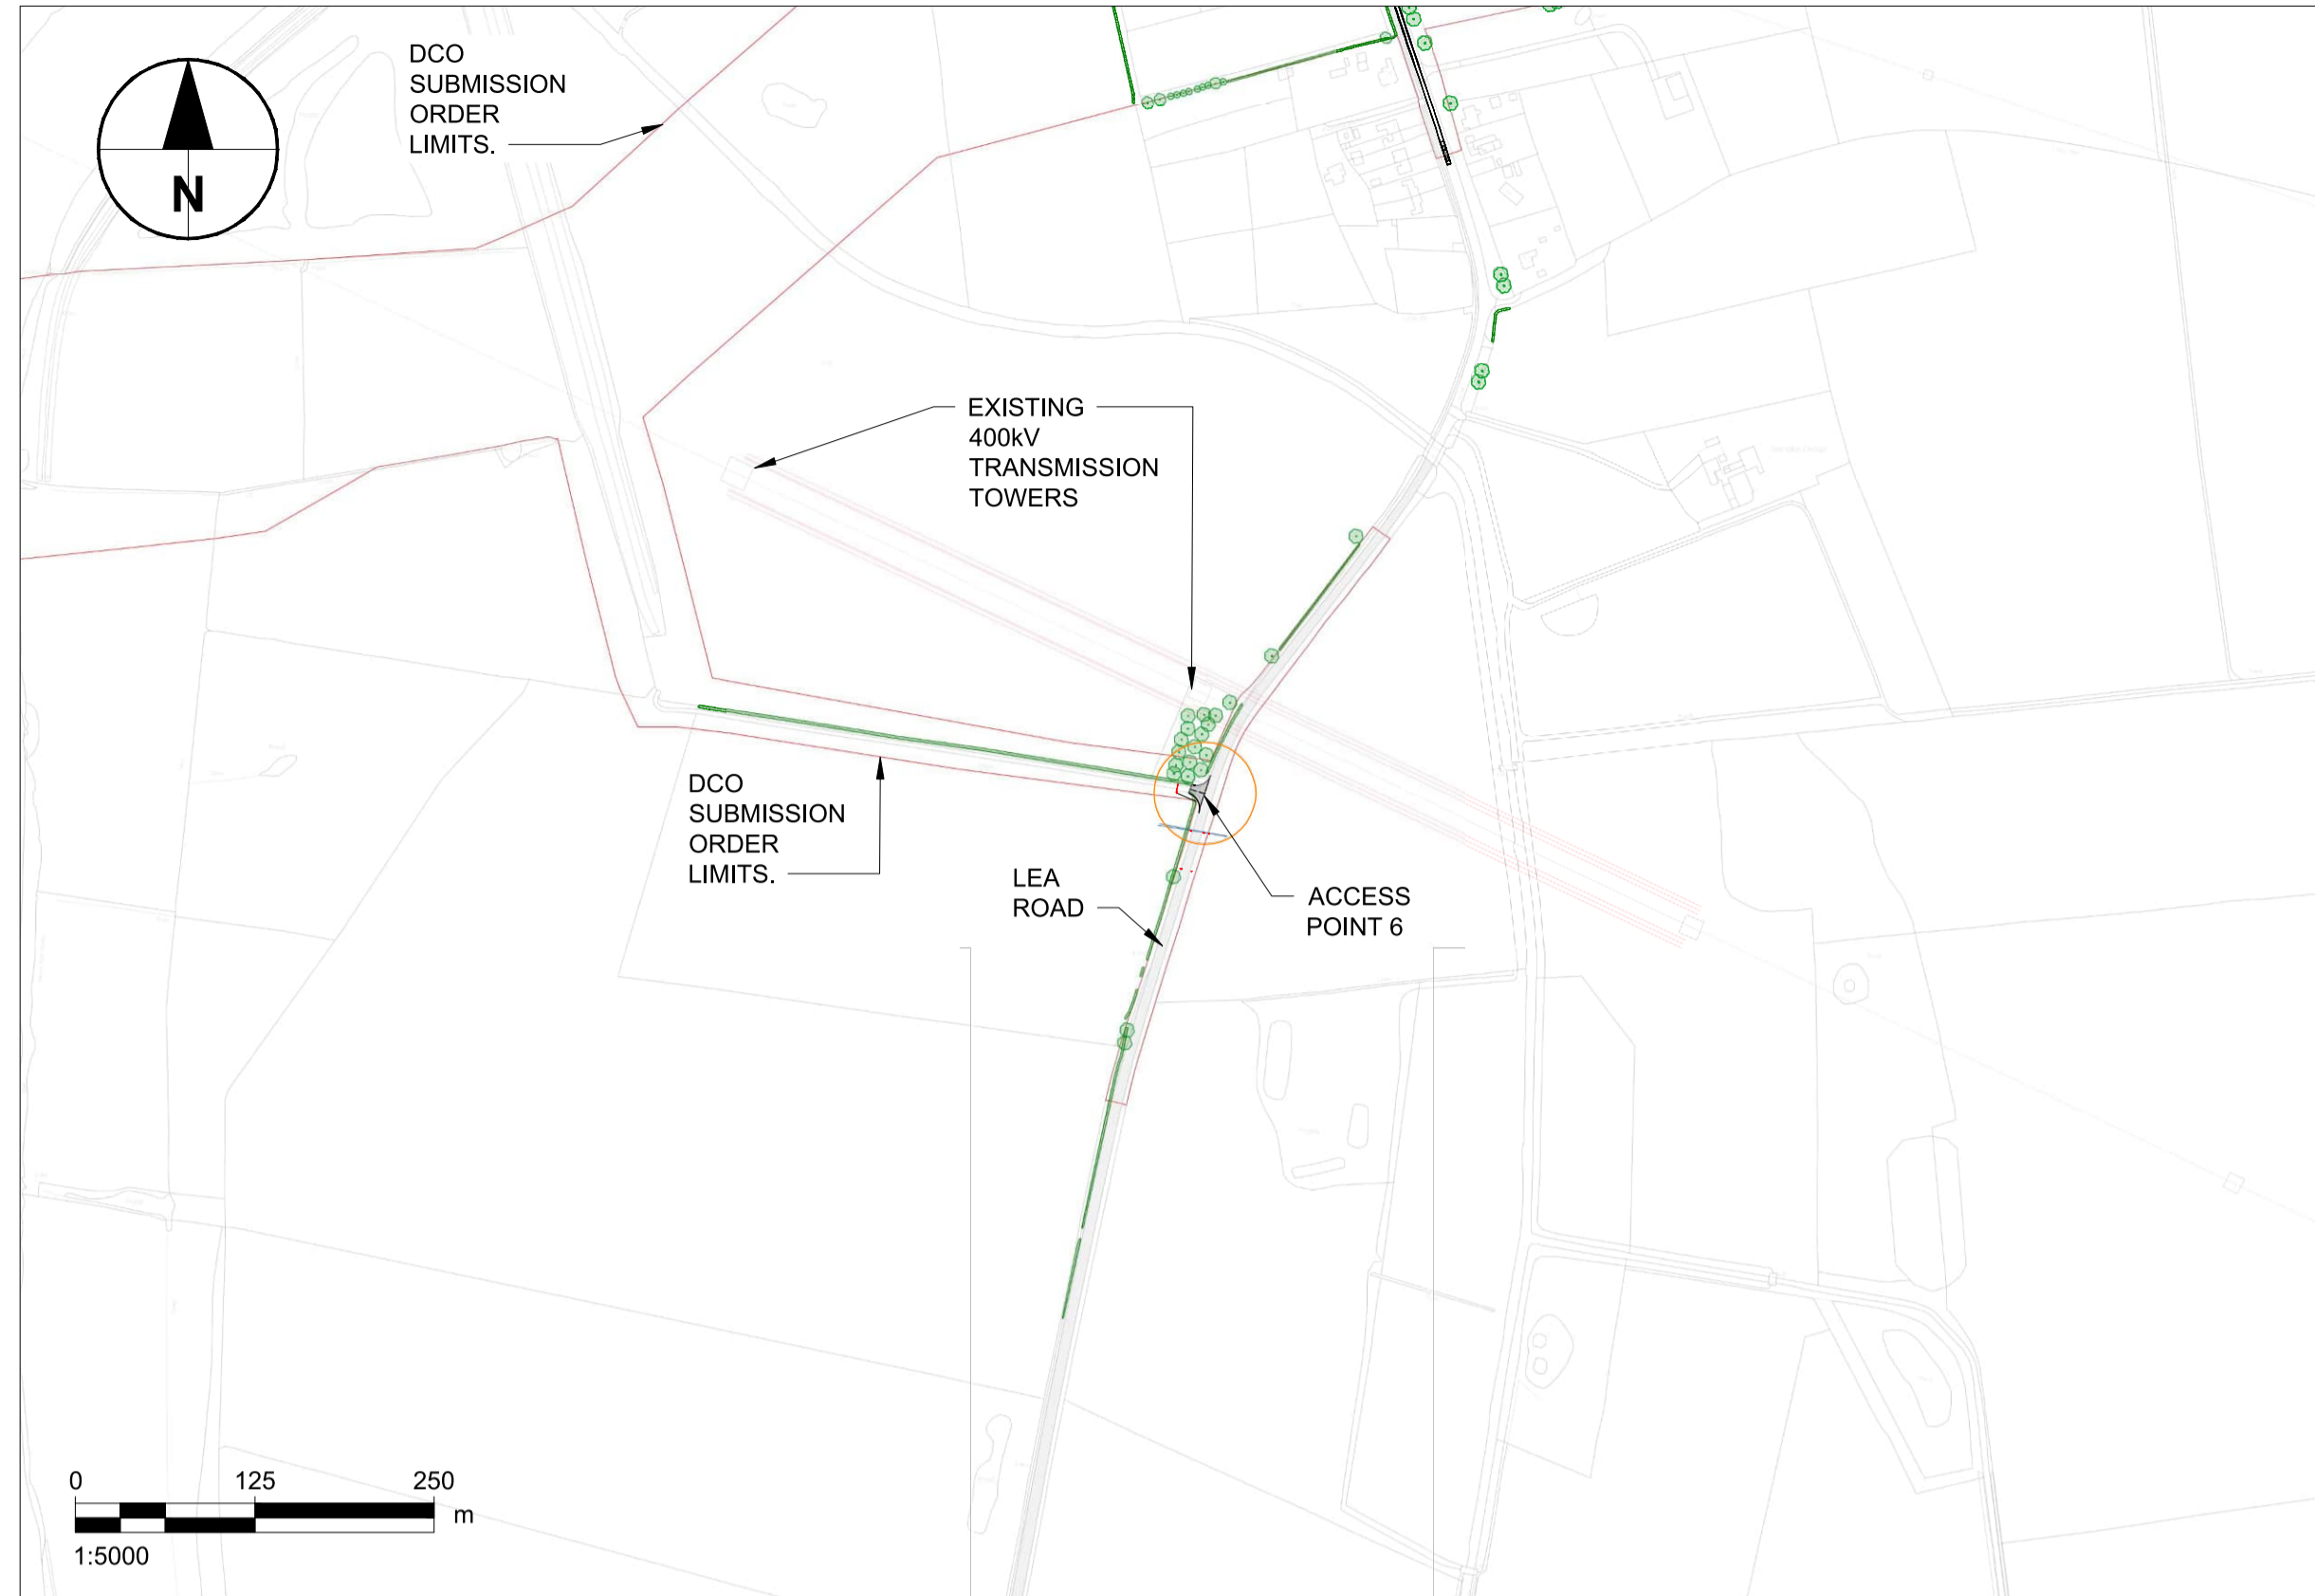 DCO
SUBMISSION
ORDER
LIMITS.
N
EXISTING
400kV
TRANSMISSION
TOWERS
DCO
SUBMISSION
ORDER
LIMITS.
LEA
ROAD
ACCESS
POINT 6
0 125 250
m
1:5000